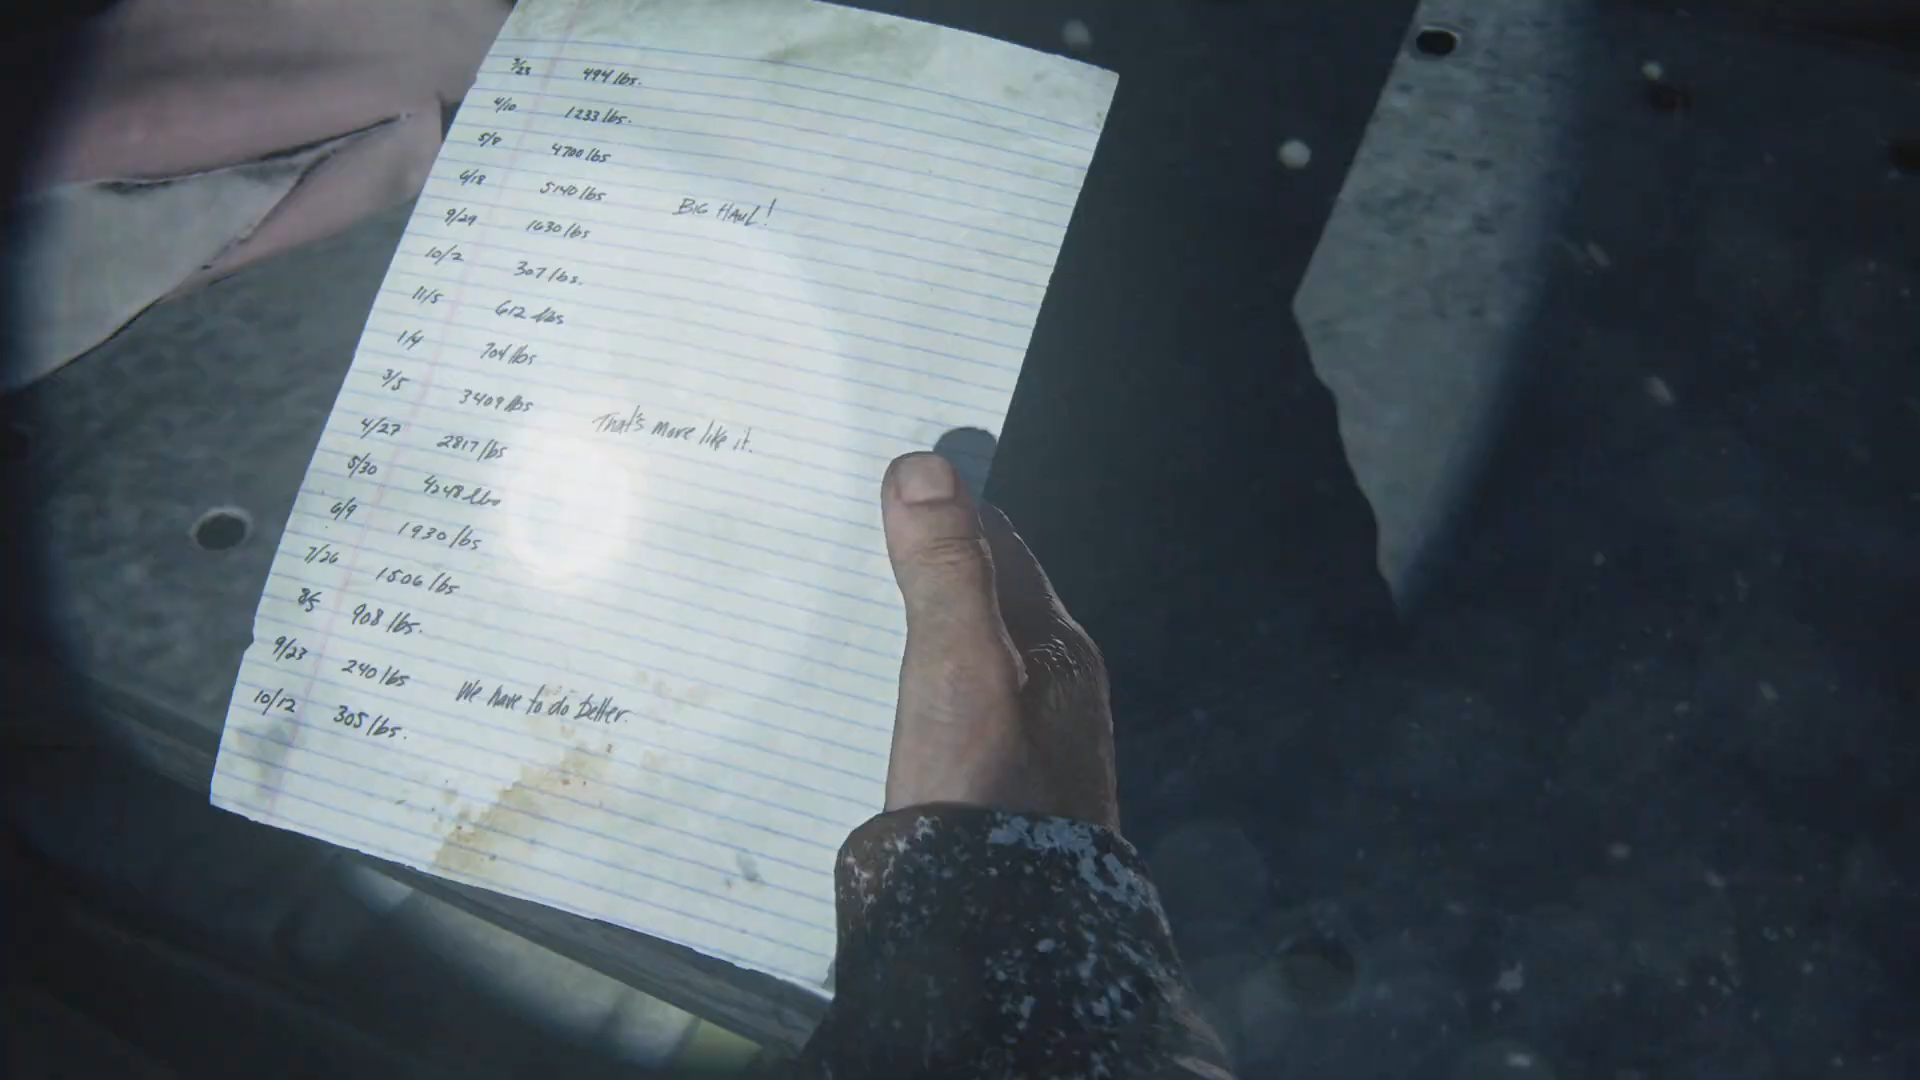 3/23 494 lbs.
4/10 1233 lbs.
5/8 4700 lbs
6/18 5140 lbs BIG HAUL!
9/29 1630 lbs
10/2 307 lbs.
11/5 612 lbs
1/4 704 lbs
3/5 3409 lbs That's more like it.
4/27 2817 lbs
5/30 4248 lbs
6/9 1930 lbs
7/26 1506 lbs
8/5 908 lbs.
9/23 240 lbs We have to do better.
10/12 305 lbs.